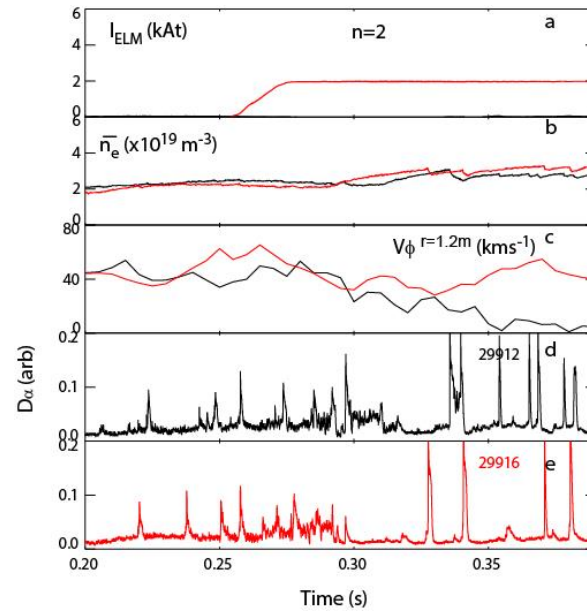 6
I_ELM (kAt)
n=2
a
4
2
0
6
n̅_e (x10^19 m^-3)
b
4
2
0
80
Vϕ^r=1.2m (kms^-1)
c
40
0
0.2
29912
d
0.1
0.0
0.2
29916
e
0.1
0.0
Dα (arb)
0.20 0.25 0.30 0.35
Time (s)